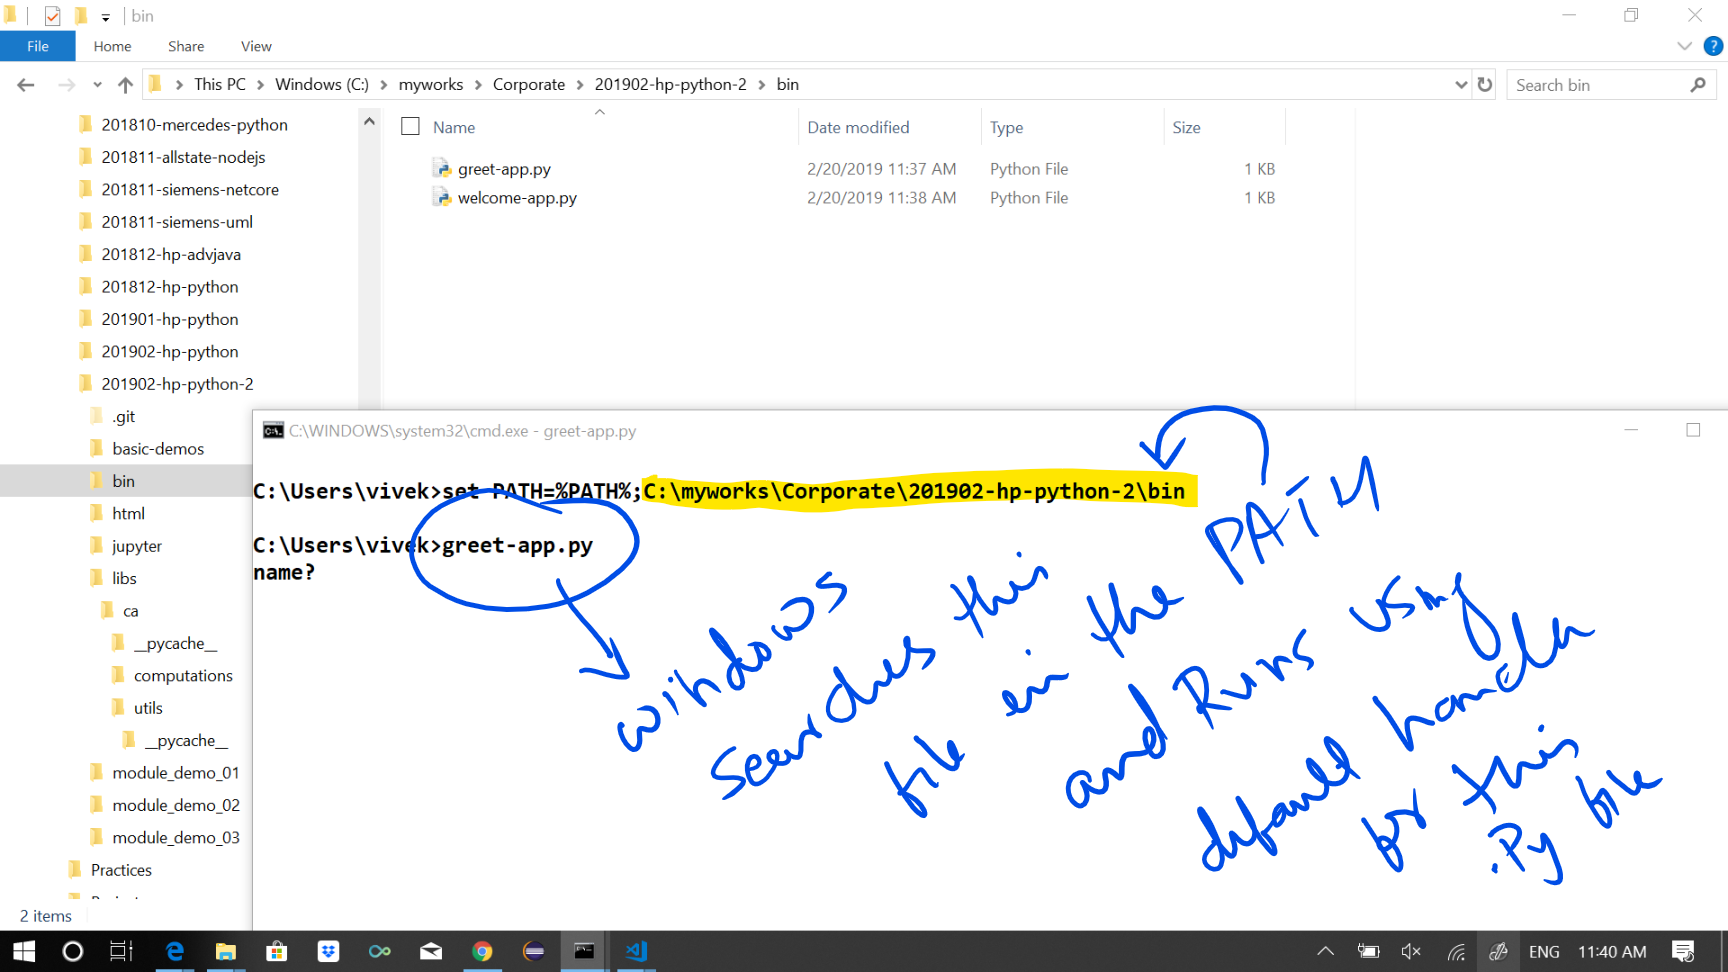 bin
File Home Share View
This PC > Windows (C:) > myworks > Corporate > 201902-hp-python-2 > bin
Search bin
Name Date modified Type Size
greet-app.py 2/20/2019 11:37 AM Python File 1 KB
welcome-app.py 2/20/2019 11:38 AM Python File 1 KB
201810-mercedes-python
201811-allstate-nodejs
201811-siemens-netcore
201811-siemens-uml
201812-hp-advjava
201812-hp-python
201901-hp-python
201902-hp-python
201902-hp-python-2
.git
basic-demos
bin
html
jupyter
libs
ca
__pycache__
computations
utils
__pycache__
module_demo_01
module_demo_02
module_demo_03
Practices
2 items
C:\WINDOWS\system32\cmd.exe - greet-app.py
C:\Users\vivek>set PATH=%PATH%;C:\myworks\Corporate\201902-hp-python-2\bin
C:\Users\vivek>greet-app.py
name?
windows
searches this
file in the PATH
and Runs using
default handler
for this
.Py file
ENG 11:40 AM